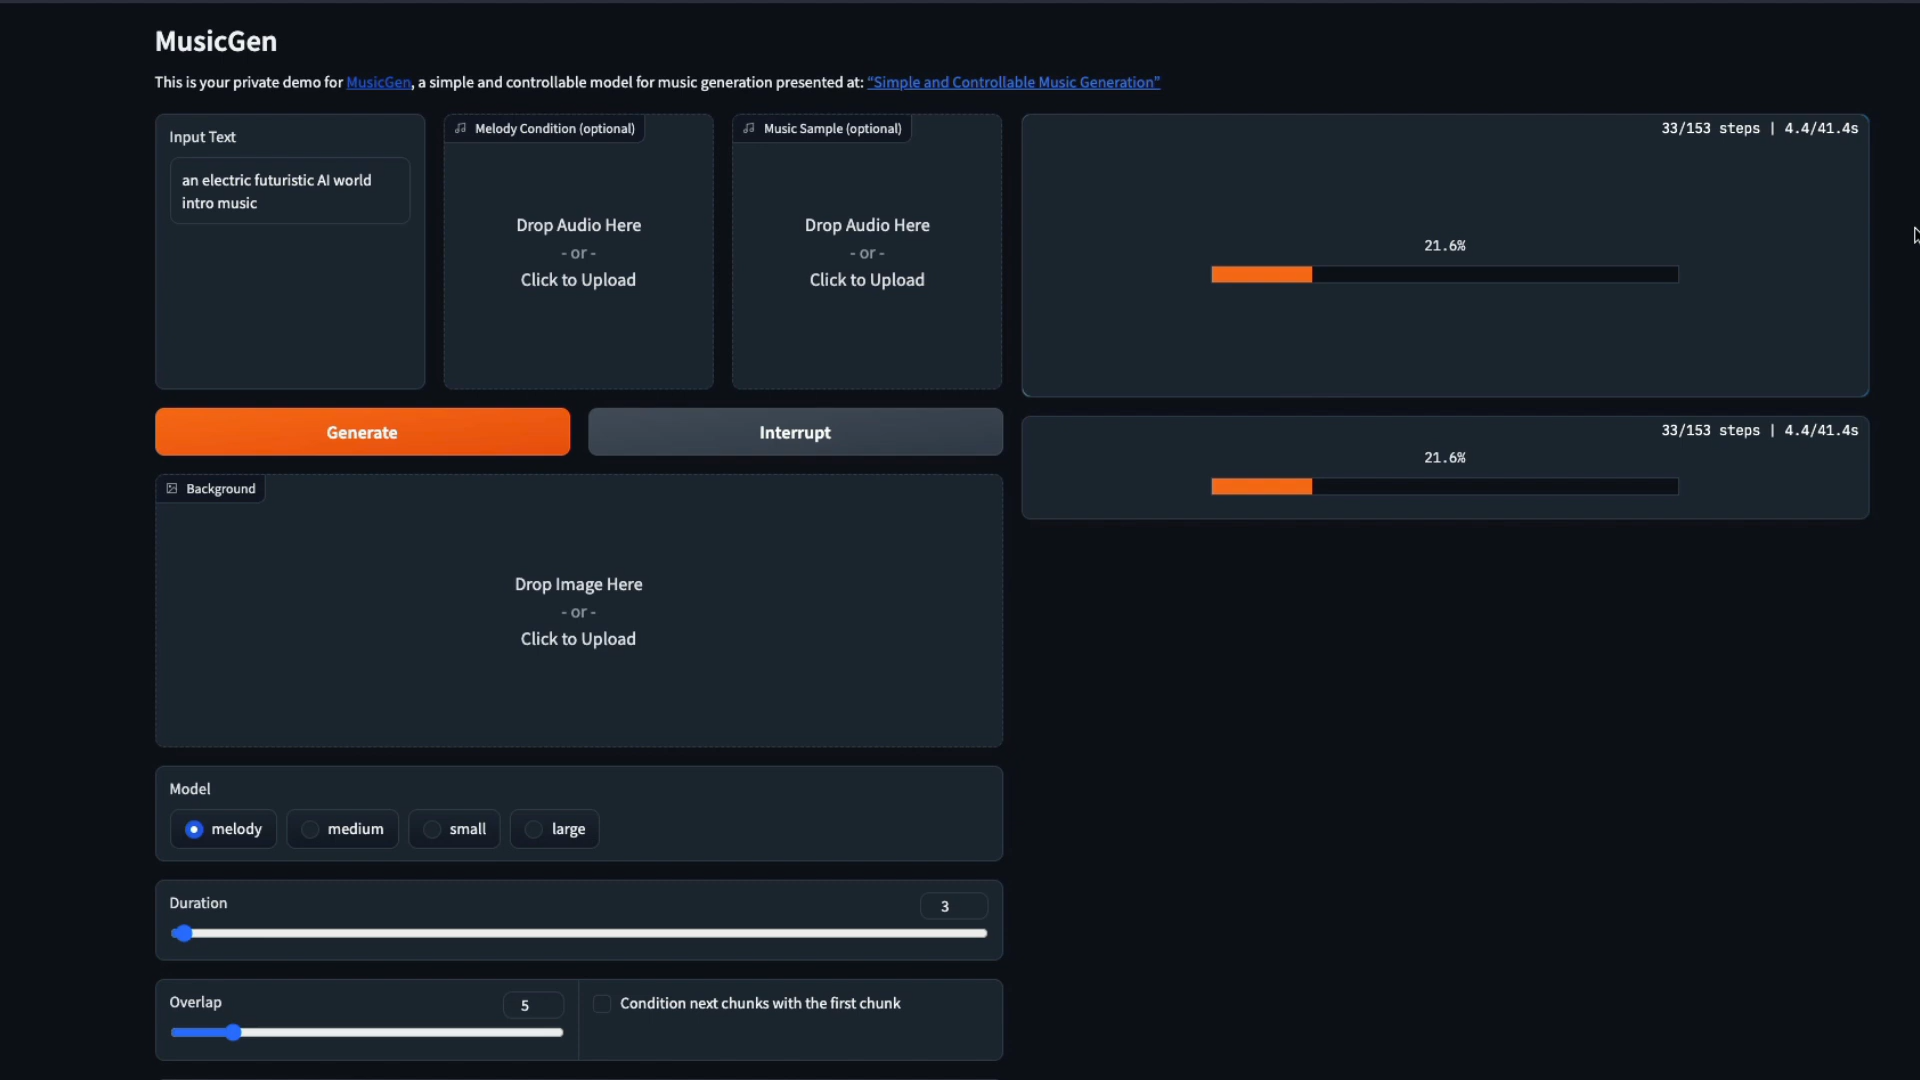 MusicGen
This is your private demo for MusicGen, a simple and controllable model for music generation presented at: "Simple and Controllable Music Generation"
Input Text
an electric futuristic AI world
intro music
Melody Condition (optional)
Drop Audio Here
- or -
Click to Upload
Music Sample (optional)
Drop Audio Here
- or -
Click to Upload
33/153 steps | 4.4/41.4s
21.6%
Generate
Interrupt
33/153 steps | 4.4/41.4s
21.6%
Background
Drop Image Here
- or -
Click to Upload
Model
melody
medium
small
large
Duration
3
Overlap
5
Condition next chunks with the first chunk